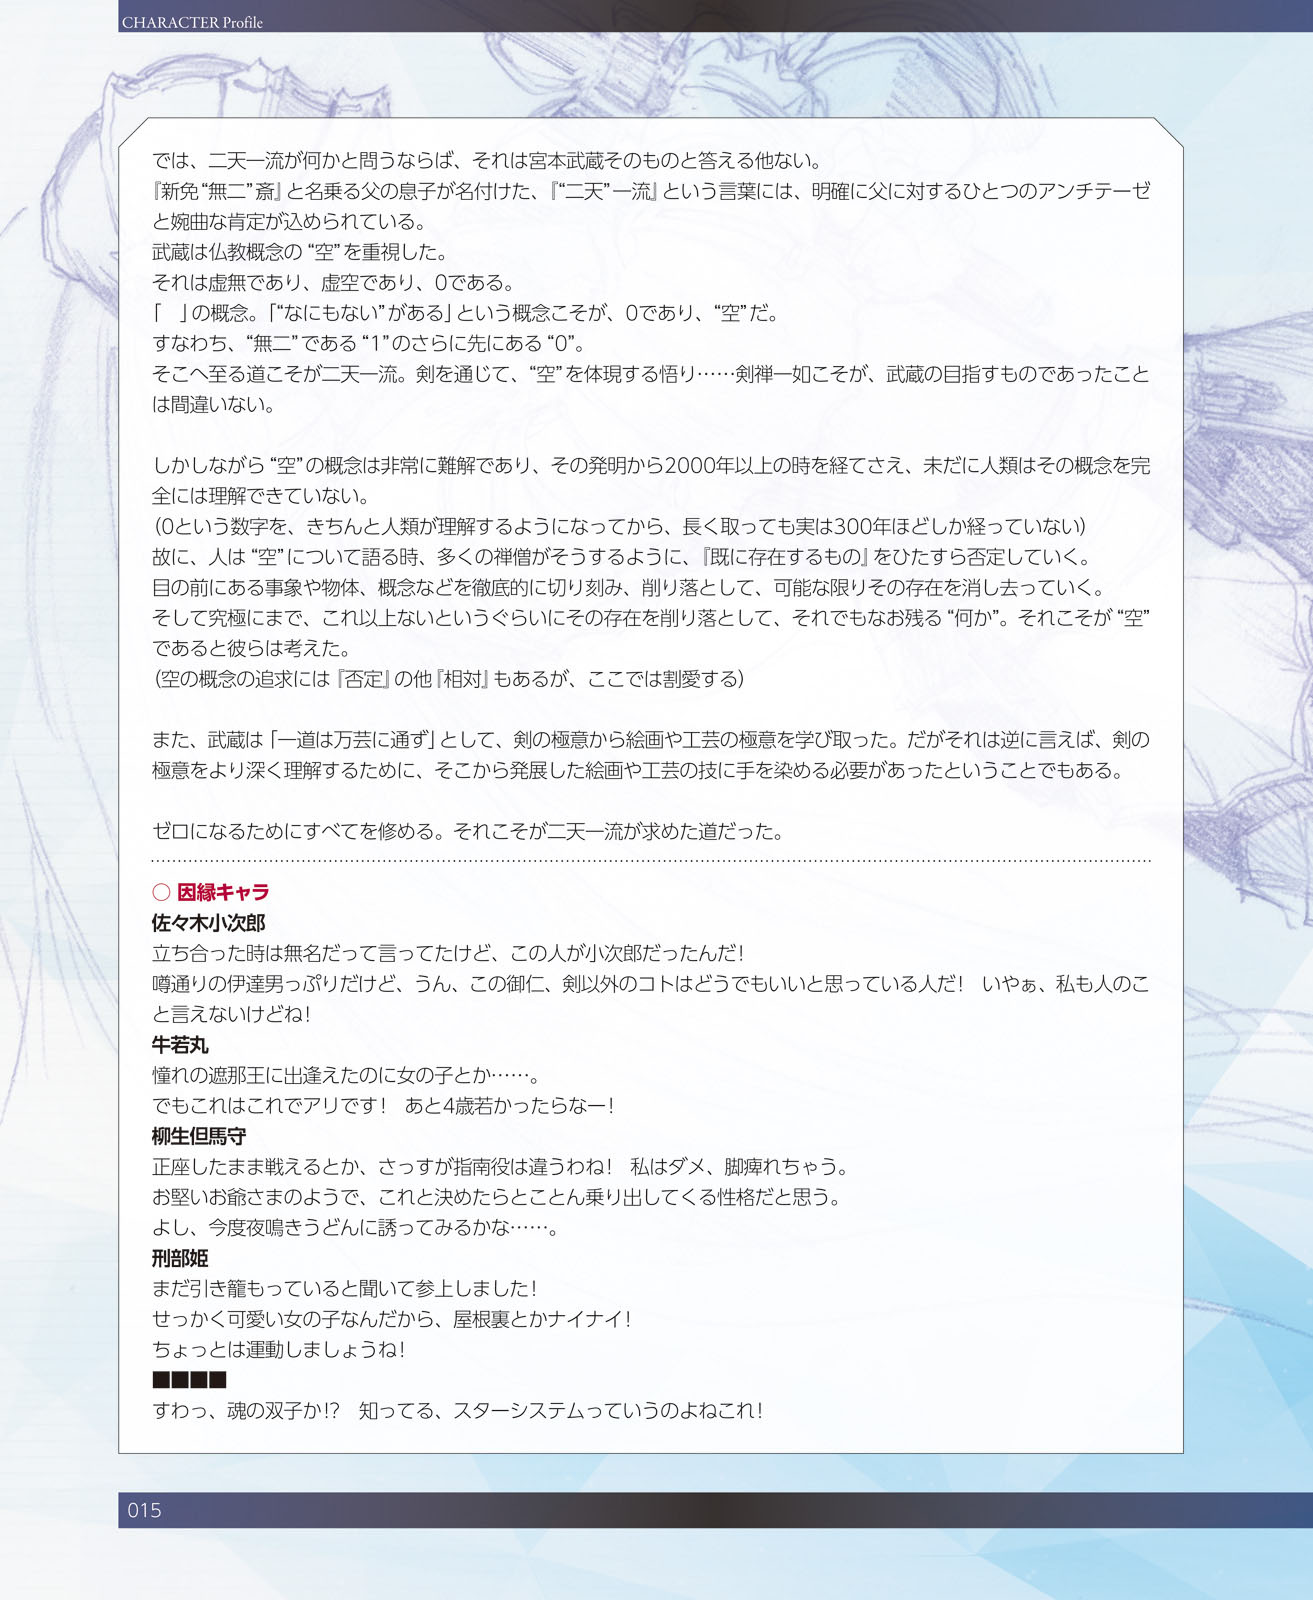 CHARACTER Profile
では、二天一流が何かと問うならば、それは宮本武蔵そのものと答える他ない。
『新免“無二”斎』と名乗る父の息子が名付けた、『“二天”一流』という言葉には、明確に父に対するひとつのアンチテーゼ
と婉曲な肯定が込められている。
武蔵は仏教概念の“空”を重視した。
それは虚無であり、虚空であり、0である。
「　」の概念。「“なにもない”がある」という概念こそが、0であり、“空”だ。
すなわち、“無二”である“1”のさらに先にある“0”。
そこへ至る道こそが二天一流。剣を通じて、“空”を体現する悟り……剣禅一如こそが、武蔵の目指すものであったこと
は間違いない。
しかしながら“空”の概念は非常に難解であり、その発明から2000年以上の時を経てさえ、未だに人類はその概念を完
全には理解できていない。
（0という数字を、きちんと人類が理解するようになってから、長く取っても実は300年ほどしか経っていない）
故に、人は“空”について語る時、多くの禅僧がそうするように、『既に存在するもの』をひたすら否定していく。
目の前にある事象や物体、概念などを徹底的に切り刻み、削り落として、可能な限りその存在を消し去っていく。
そして究極にまで、これ以上ないというぐらいにその存在を削り落として、それでもなお残る“何か”。それこそが“空”
であると彼らは考えた。
（空の概念の追求には『否定』の他『相対』もあるが、ここでは割愛する）
また、武蔵は「一道は万芸に通ず」として、剣の極意から絵画や工芸の極意を学び取った。だがそれは逆に言えば、剣の
極意をより深く理解するために、そこから発展した絵画や工芸の技に手を染める必要があったということでもある。
ゼロになるためにすべてを修める。それこそが二天一流が求めた道だった。
○ 因縁キャラ
佐々木小次郎
立ち合った時は無名だって言ってたけど、この人が小次郎だったんだ！
噂通りの伊達男っぷりだけど、うん、この御仁、剣以外のコトはどうでもいいと思っている人だ！　いやぁ、私も人のこ
と言えないけどね！
牛若丸
憧れの遮那王に出逢えたのに女の子とか……。
でもこれはこれでアリです！　あと4歳若かったらなー！
柳生但馬守
正座したまま戦えるとか、さっすが指南役は違うわね！　私はダメ、脚痺れちゃう。
お堅いお爺さまのようで、これと決めたらとことん乗り出してくる性格だと思う。
よし、今度夜鳴きうどんに誘ってみるかな……。
刑部姫
まだ引き籠もっていると聞いて参上しました！
せっかく可愛い女の子なんだから、屋根裏とかナイナイ！
ちょっとは運動しましょうね！
■■■■
すわっ、魂の双子か!?　知ってる、スターシステムっていうのよねこれ！
015